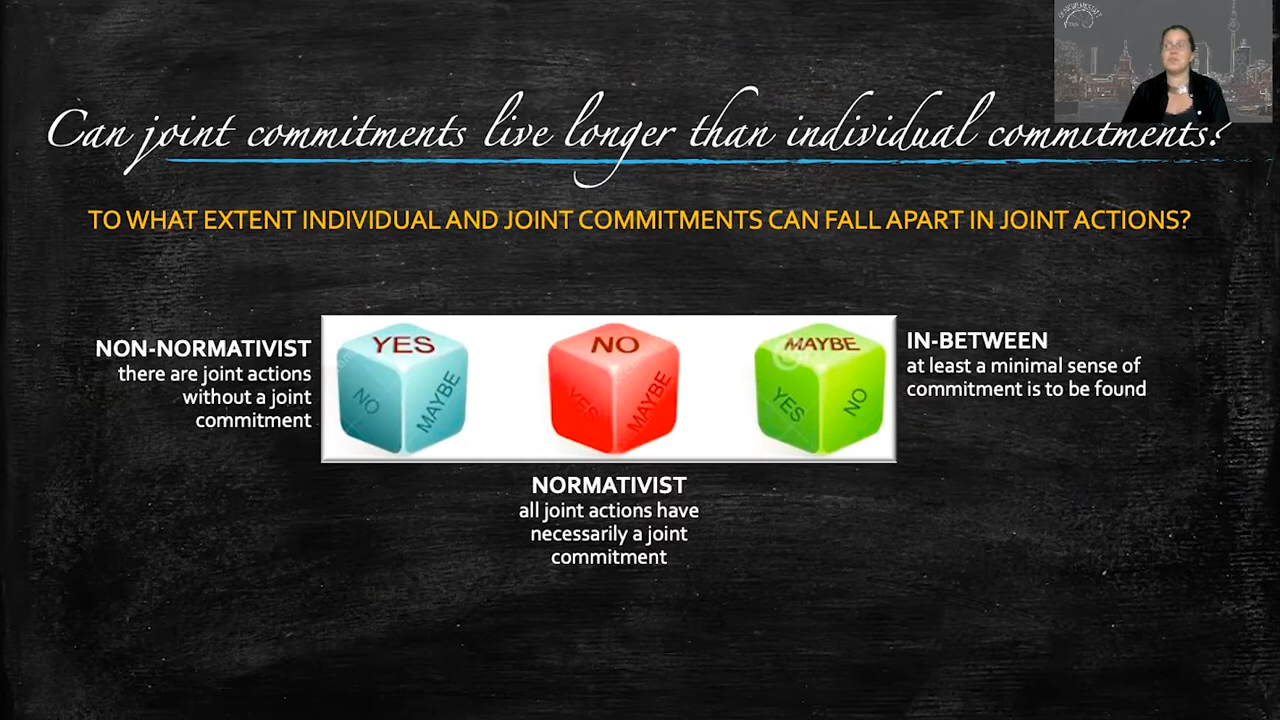 Can joint commitments live longer than individual commitments?
TO WHAT EXTENT INDIVIDUAL AND JOINT COMMITMENTS CAN FALL APART IN JOINT ACTIONS?
NON-NORMATIVIST
there are joint actions
without a joint
commitment
YES
NO
MAYBE
NO
YES
MAYBE
MAYBE
YES
NO
IN-BETWEEN
at least a minimal sense of
commitment is to be found
NORMATIVIST
all joint actions have
necessarily a joint
commitment